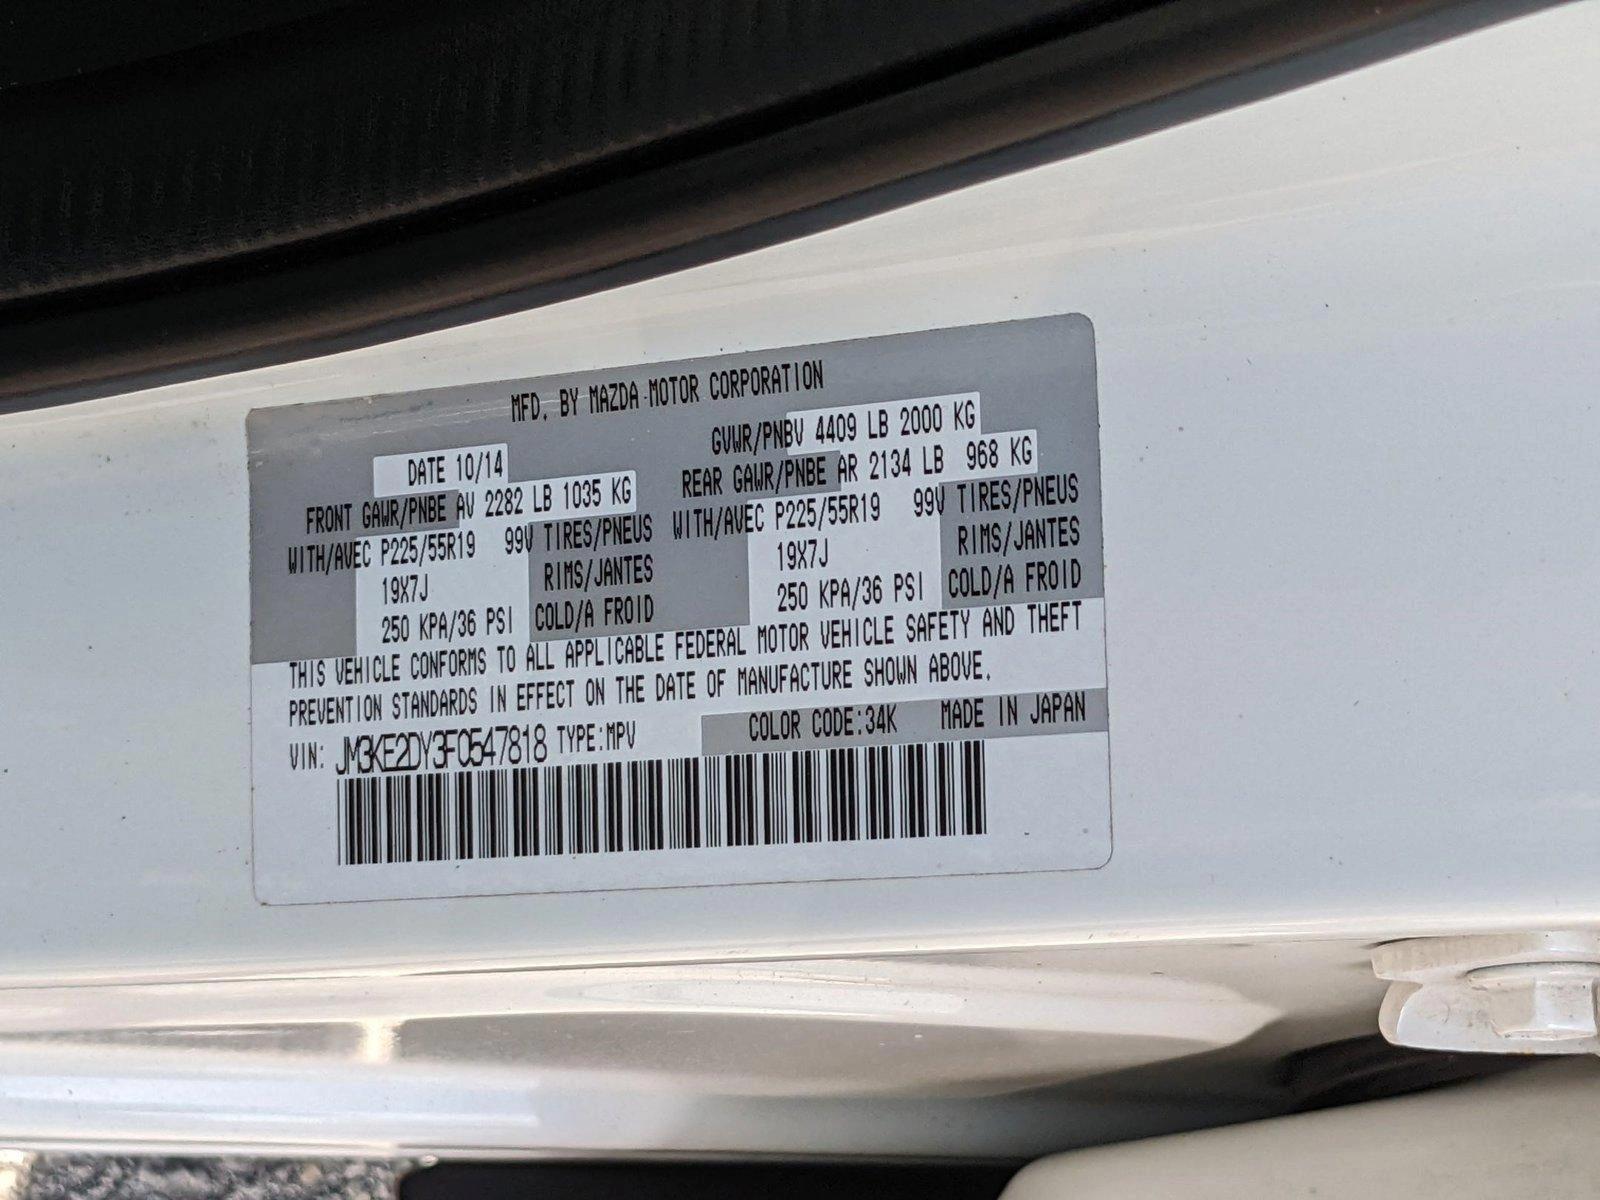 MFD. BY MAZDA MOTOR CORPORATION
GVWR/PNBV 4409 LB 2000 KG
DATE 10/14
FRONT GAWR/PNBE AV 2282 LB 1035 KG
REAR GAWR/PNBE AR 2134 LB 968 KG
WITH/AVEC P225/55R19 99V TIRES/PNEUS
WITH/AVEC P225/55R19 99V TIRES/PNEUS
19X7J RIMS/JANTES
19X7J RIMS/JANTES
250 KPA/36 PSI COLD/A FROID
250 KPA/36 PSI COLD/A FROID
THIS VEHICLE CONFORMS TO ALL APPLICABLE FEDERAL MOTOR VEHICLE SAFETY AND THEFT
PREVENTION STANDARDS IN EFFECT ON THE DATE OF MANUFACTURE SHOWN ABOVE.
COLOR CODE:34K MADE IN JAPAN
VIN: JM3KE2DY3F0547818 TYPE:MPV